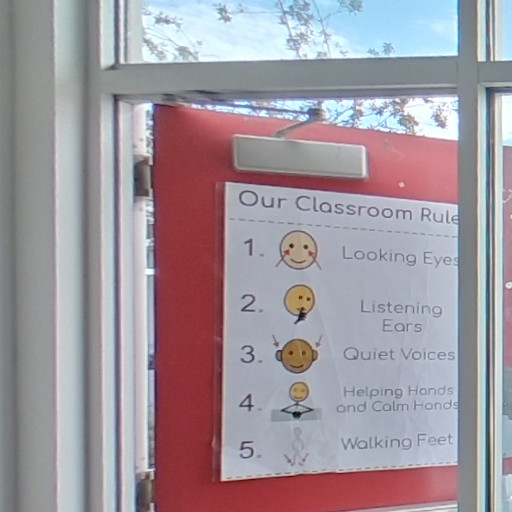 Our Classroom Rule
1. Looking Eyes
2. Listening
Ears
3. Quiet Voices
4. Helping Hands
and Calm Hands
5. Walking Feet